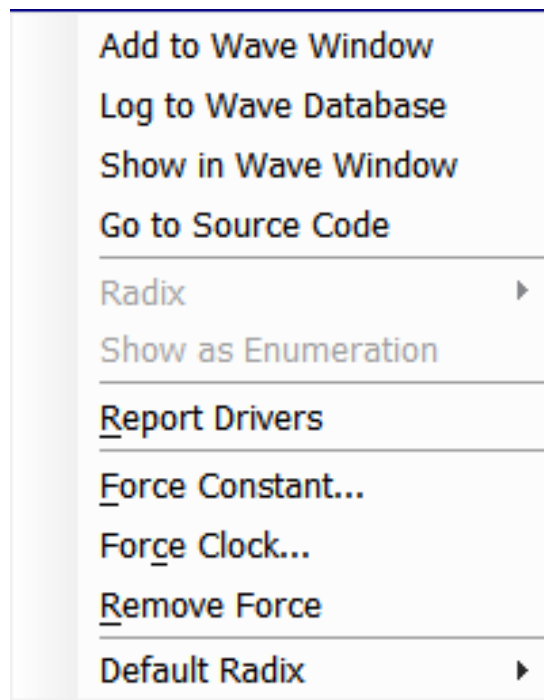 Add to Wave Window
Log to Wave Database
Show in Wave Window
Go to Source Code
Radix
Show as Enumeration
Report Drivers
Force Constant...
Force Clock...
Remove Force
Default Radix